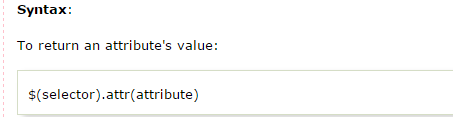 Syntax:
To return an attribute's value:
$(selector).attr(attribute)